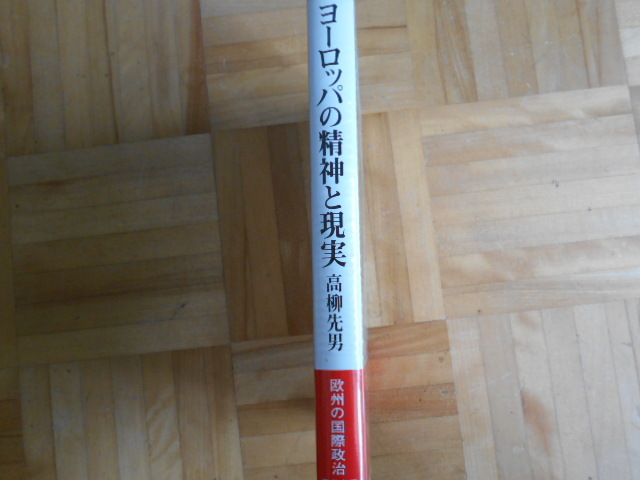 ヨーロッパの精神と現実
高柳先男
欧州の国際政治